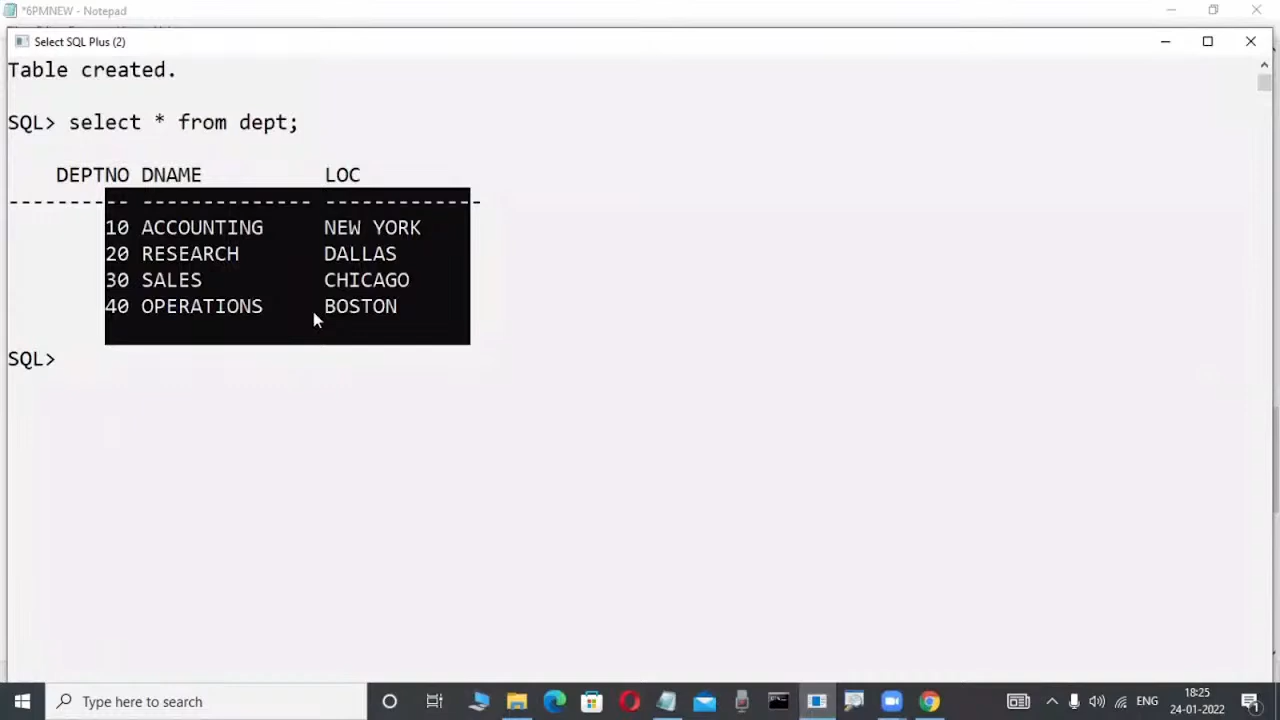 *6PMNEW - Notepad
Select SQL Plus (2)
Table created.
SQL> select * from dept;
DEPTNO DNAME LOC
---------- -------------- -------------
10 ACCOUNTING NEW YORK
20 RESEARCH DALLAS
30 SALES CHICAGO
40 OPERATIONS BOSTON
SQL>
Type here to search
ENG
18:25
24-01-2022
1